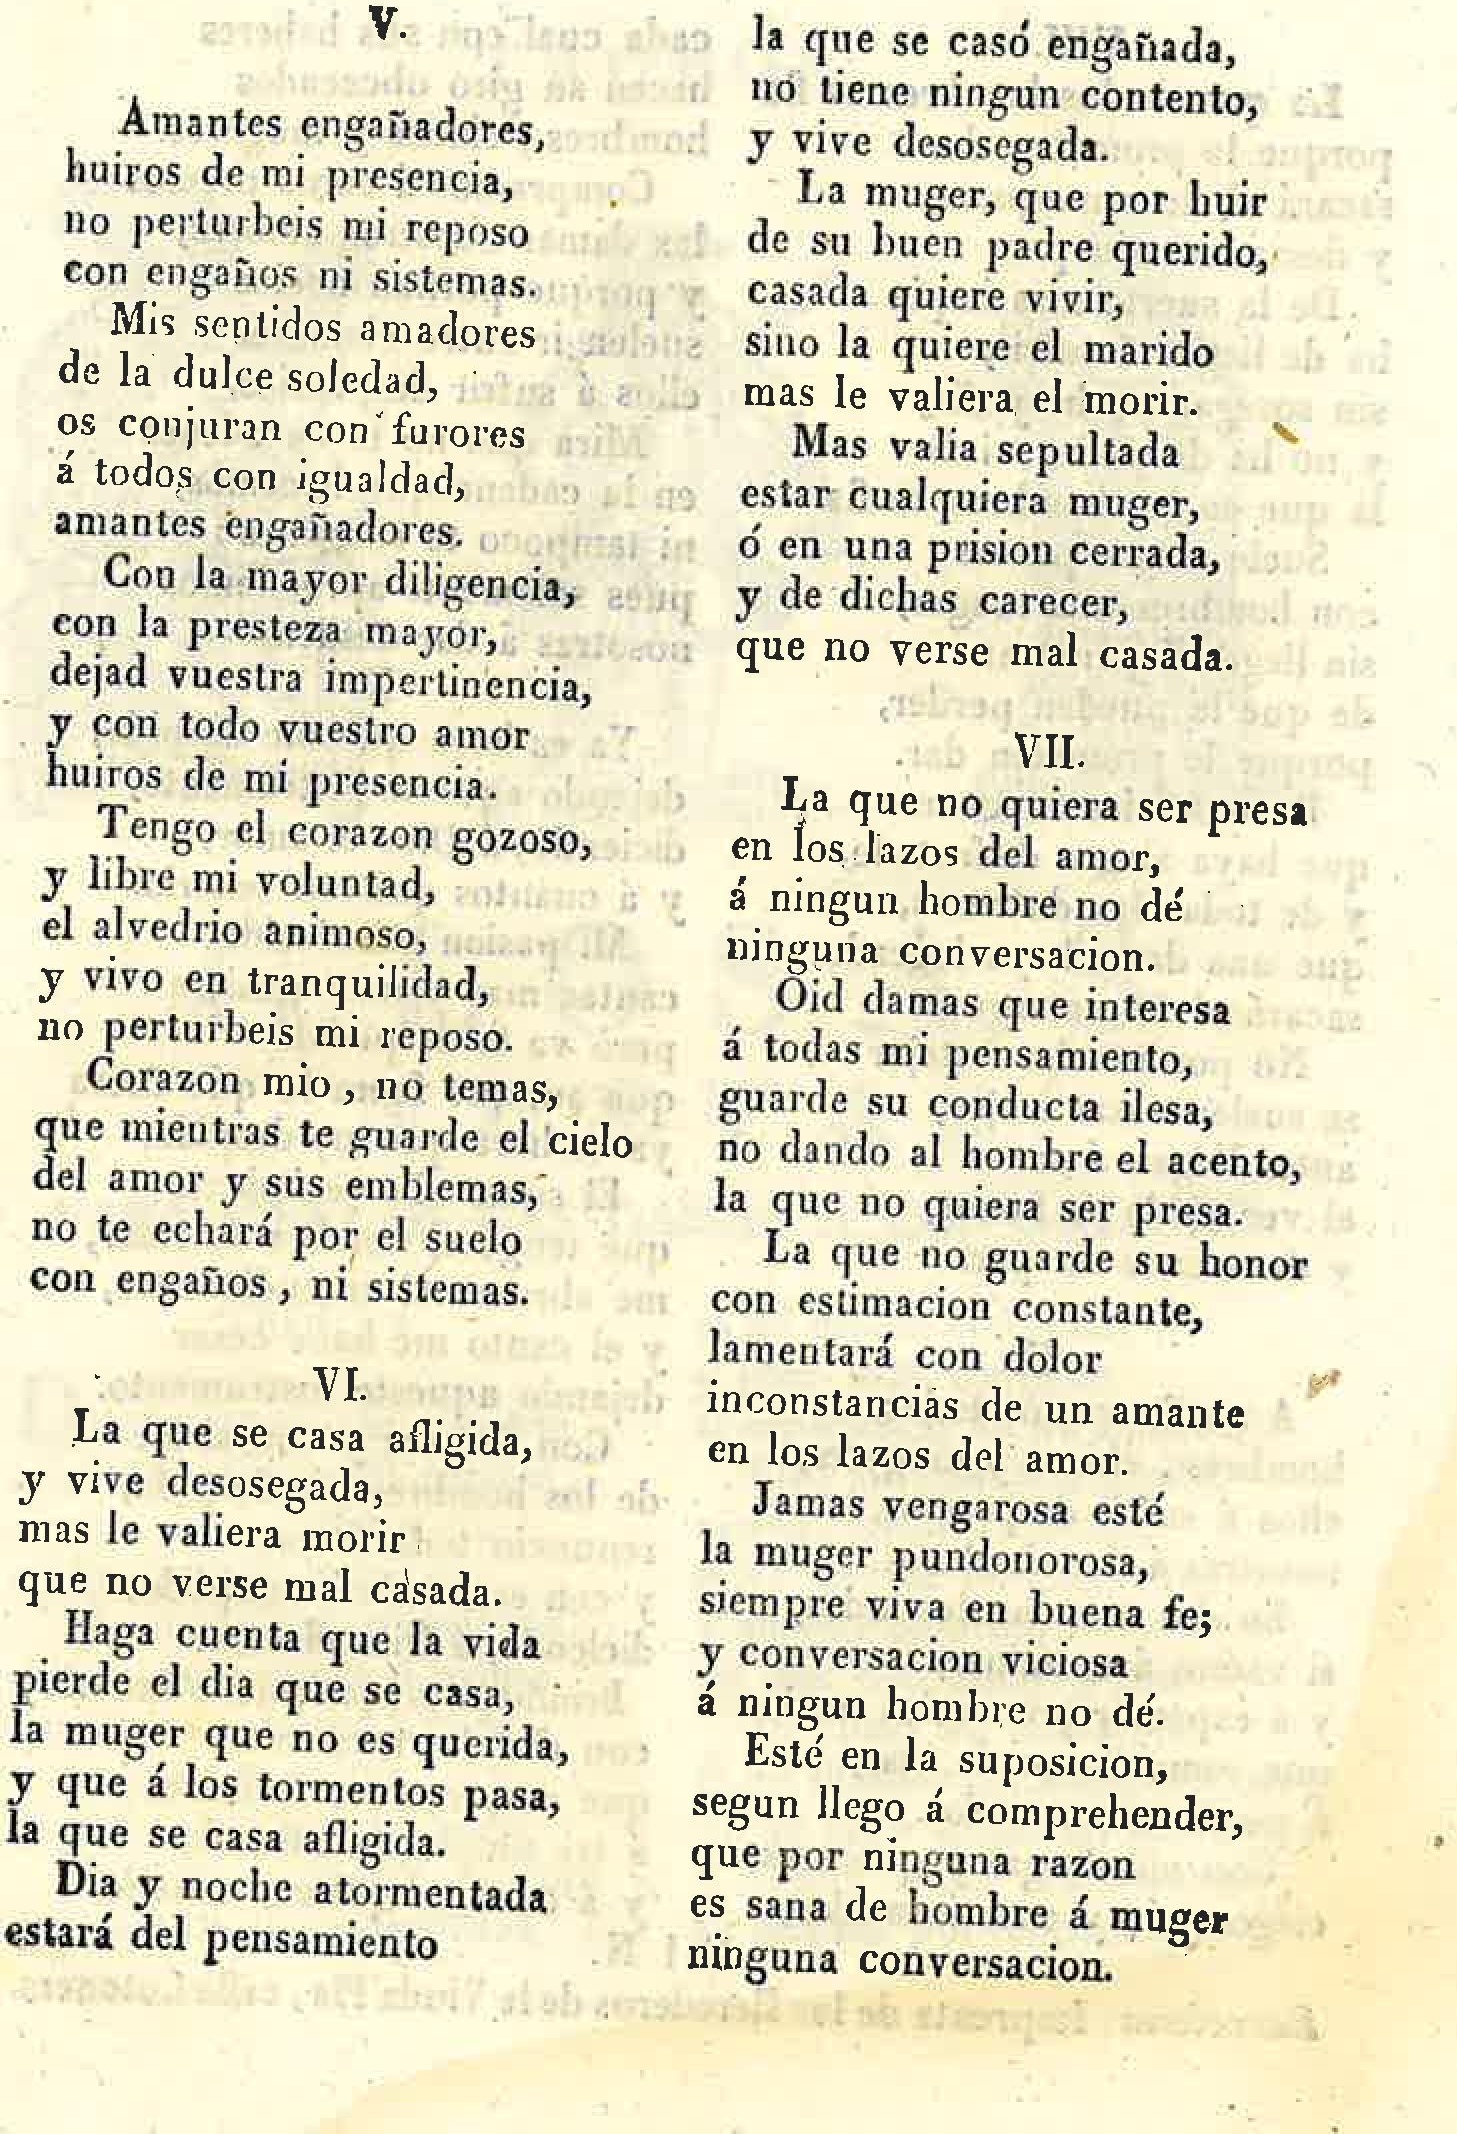 V.
Amantes engañadores,
huiros de mi presencia,
no perturbeis mi reposo
con engaños ni sistemas.
Mis sentidos amadores
de la dulce soledad,
os conjuran con furores
á todos con igualdad,
amantes engañadores.
Con la mayor diligencia,
con la presteza mayor,
dejad vuestra impertinencia,
y con todo vuestro amor
huiros de mi presencia.
Tengo el corazon gozoso,
y libre mi voluntad,
el alvedrio animoso,
y vivo en tranquilidad,
no perturbeis mi reposo.
Corazon mio, no temas,
que mientras te guarde el cielo
del amor y sus emblemas,
no te echará por el suelo
con engaños, ni sistemas.
VI.
La que se casa afligida,
y vive desosegada,
mas le valiera morir
que no verse mal casada.
Haga cuenta que la vida
pierde el dia que se casa,
la muger que no es querida,
y que á los tormentos pasa,
la que se casa afligida.
Dia y noche atormentada
estará del pensamiento
la que se casó engañada,
no tiene ningun contento,
y vive desosegada.
La muger, que por huir
de su buen padre querido,
casada quiere vivir,
sino la quiere el marido
mas le valiera el morir.
Mas valia sepultada
estar cualquiera muger,
ó en una prision cerrada,
y de dichas carecer,
que no verse mal casada.
VII.
La que no quiera ser presa
en los lazos del amor,
á ningun hombre no dé
ninguna conversacion.
Oid damas que interesa
á todas mi pensamiento,
guarde su conducta ilesa,
no dando al hombre el acento,
la que no quiera ser presa.
La que no guarde su honor
con estimacion constante,
lamentará con dolor
inconstancias de un amante
en los lazos del amor.
Jamas vengarosa esté
la muger pundonorosa,
siempre viva en buena fe;
y conversacion viciosa
á ningun hombre no dé.
Esté en la suposicion,
segun llego á comprehender,
que por ninguna razon
es sana de hombre á muger
ninguna conversacion.